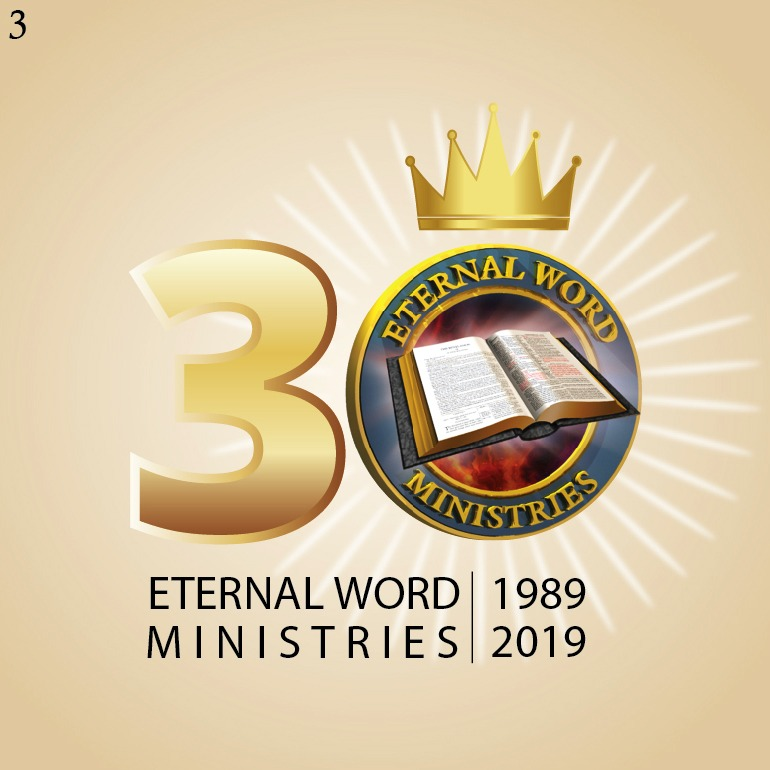 3
30
ETERNAL WORD
MINISTRIES
ETERNAL WORD | 1989
MINISTRIES | 2019